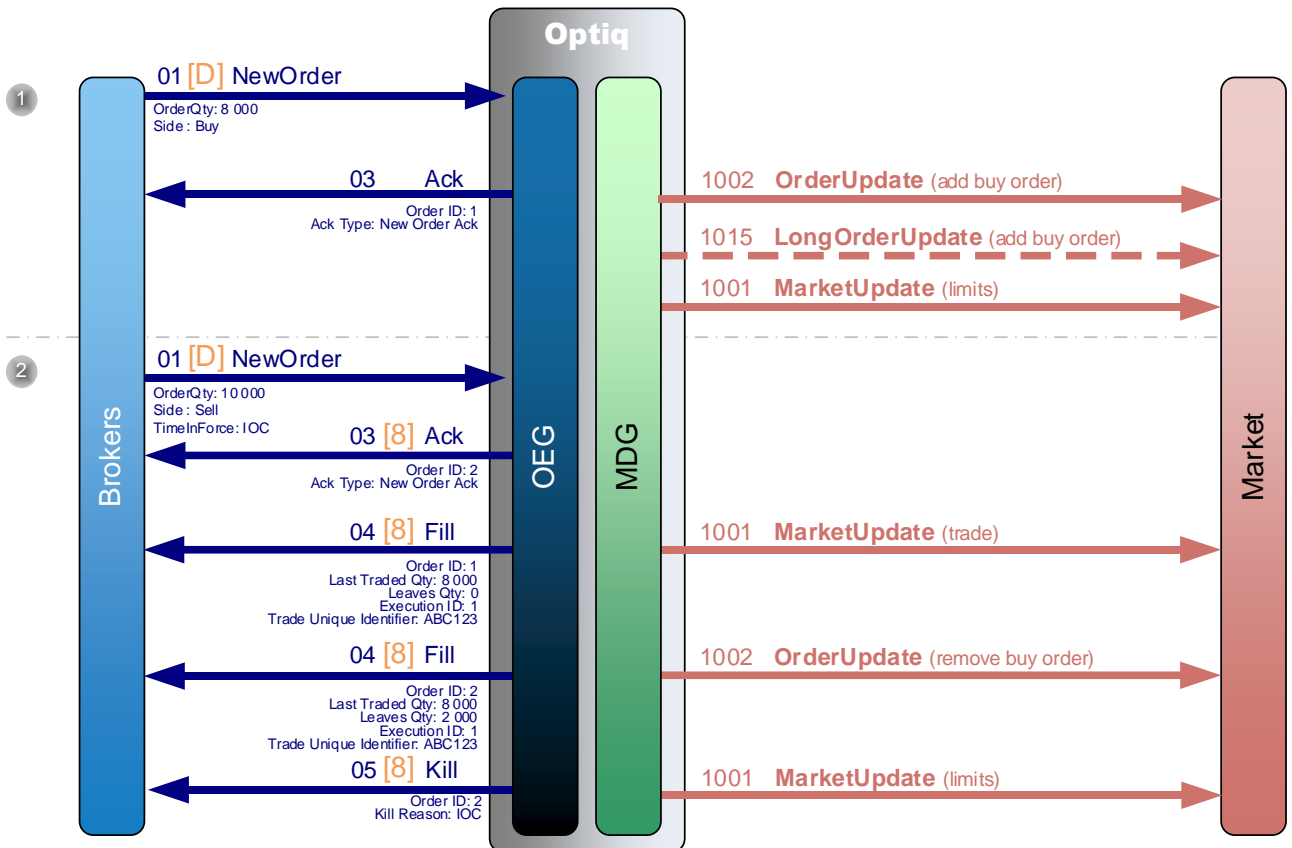 Optiq
1
01 [D] NewOrder
OrderQty: 8 000
Side : Buy
03 Ack
Order ID: 1
Ack Type: New Order Ack
1002 OrderUpdate (add buy order)
1015 LongOrderUpdate (add buy order)
1001 MarketUpdate (limits)
2
01 [D] NewOrder
OrderQty: 10 000
Side : Sell
TimeInForce: IOC
03 [8] Ack
Order ID: 2
Ack Type: New Order Ack
04 [8] Fill
Order ID: 1
Last Traded Qty: 8 000
Leaves Qty: 0
Execution ID: 1
Trade Unique Identifier: ABC123
04 [8] Fill
Order ID: 2
Last Traded Qty: 8 000
Leaves Qty: 2 000
Execution ID: 1
Trade Unique Identifier: ABC123
05 [8] Kill
Order ID: 2
Kill Reason: IOC
1001 MarketUpdate (trade)
1002 OrderUpdate (remove buy order)
1001 MarketUpdate (limits)
Brokers
OEG
MDG
Market